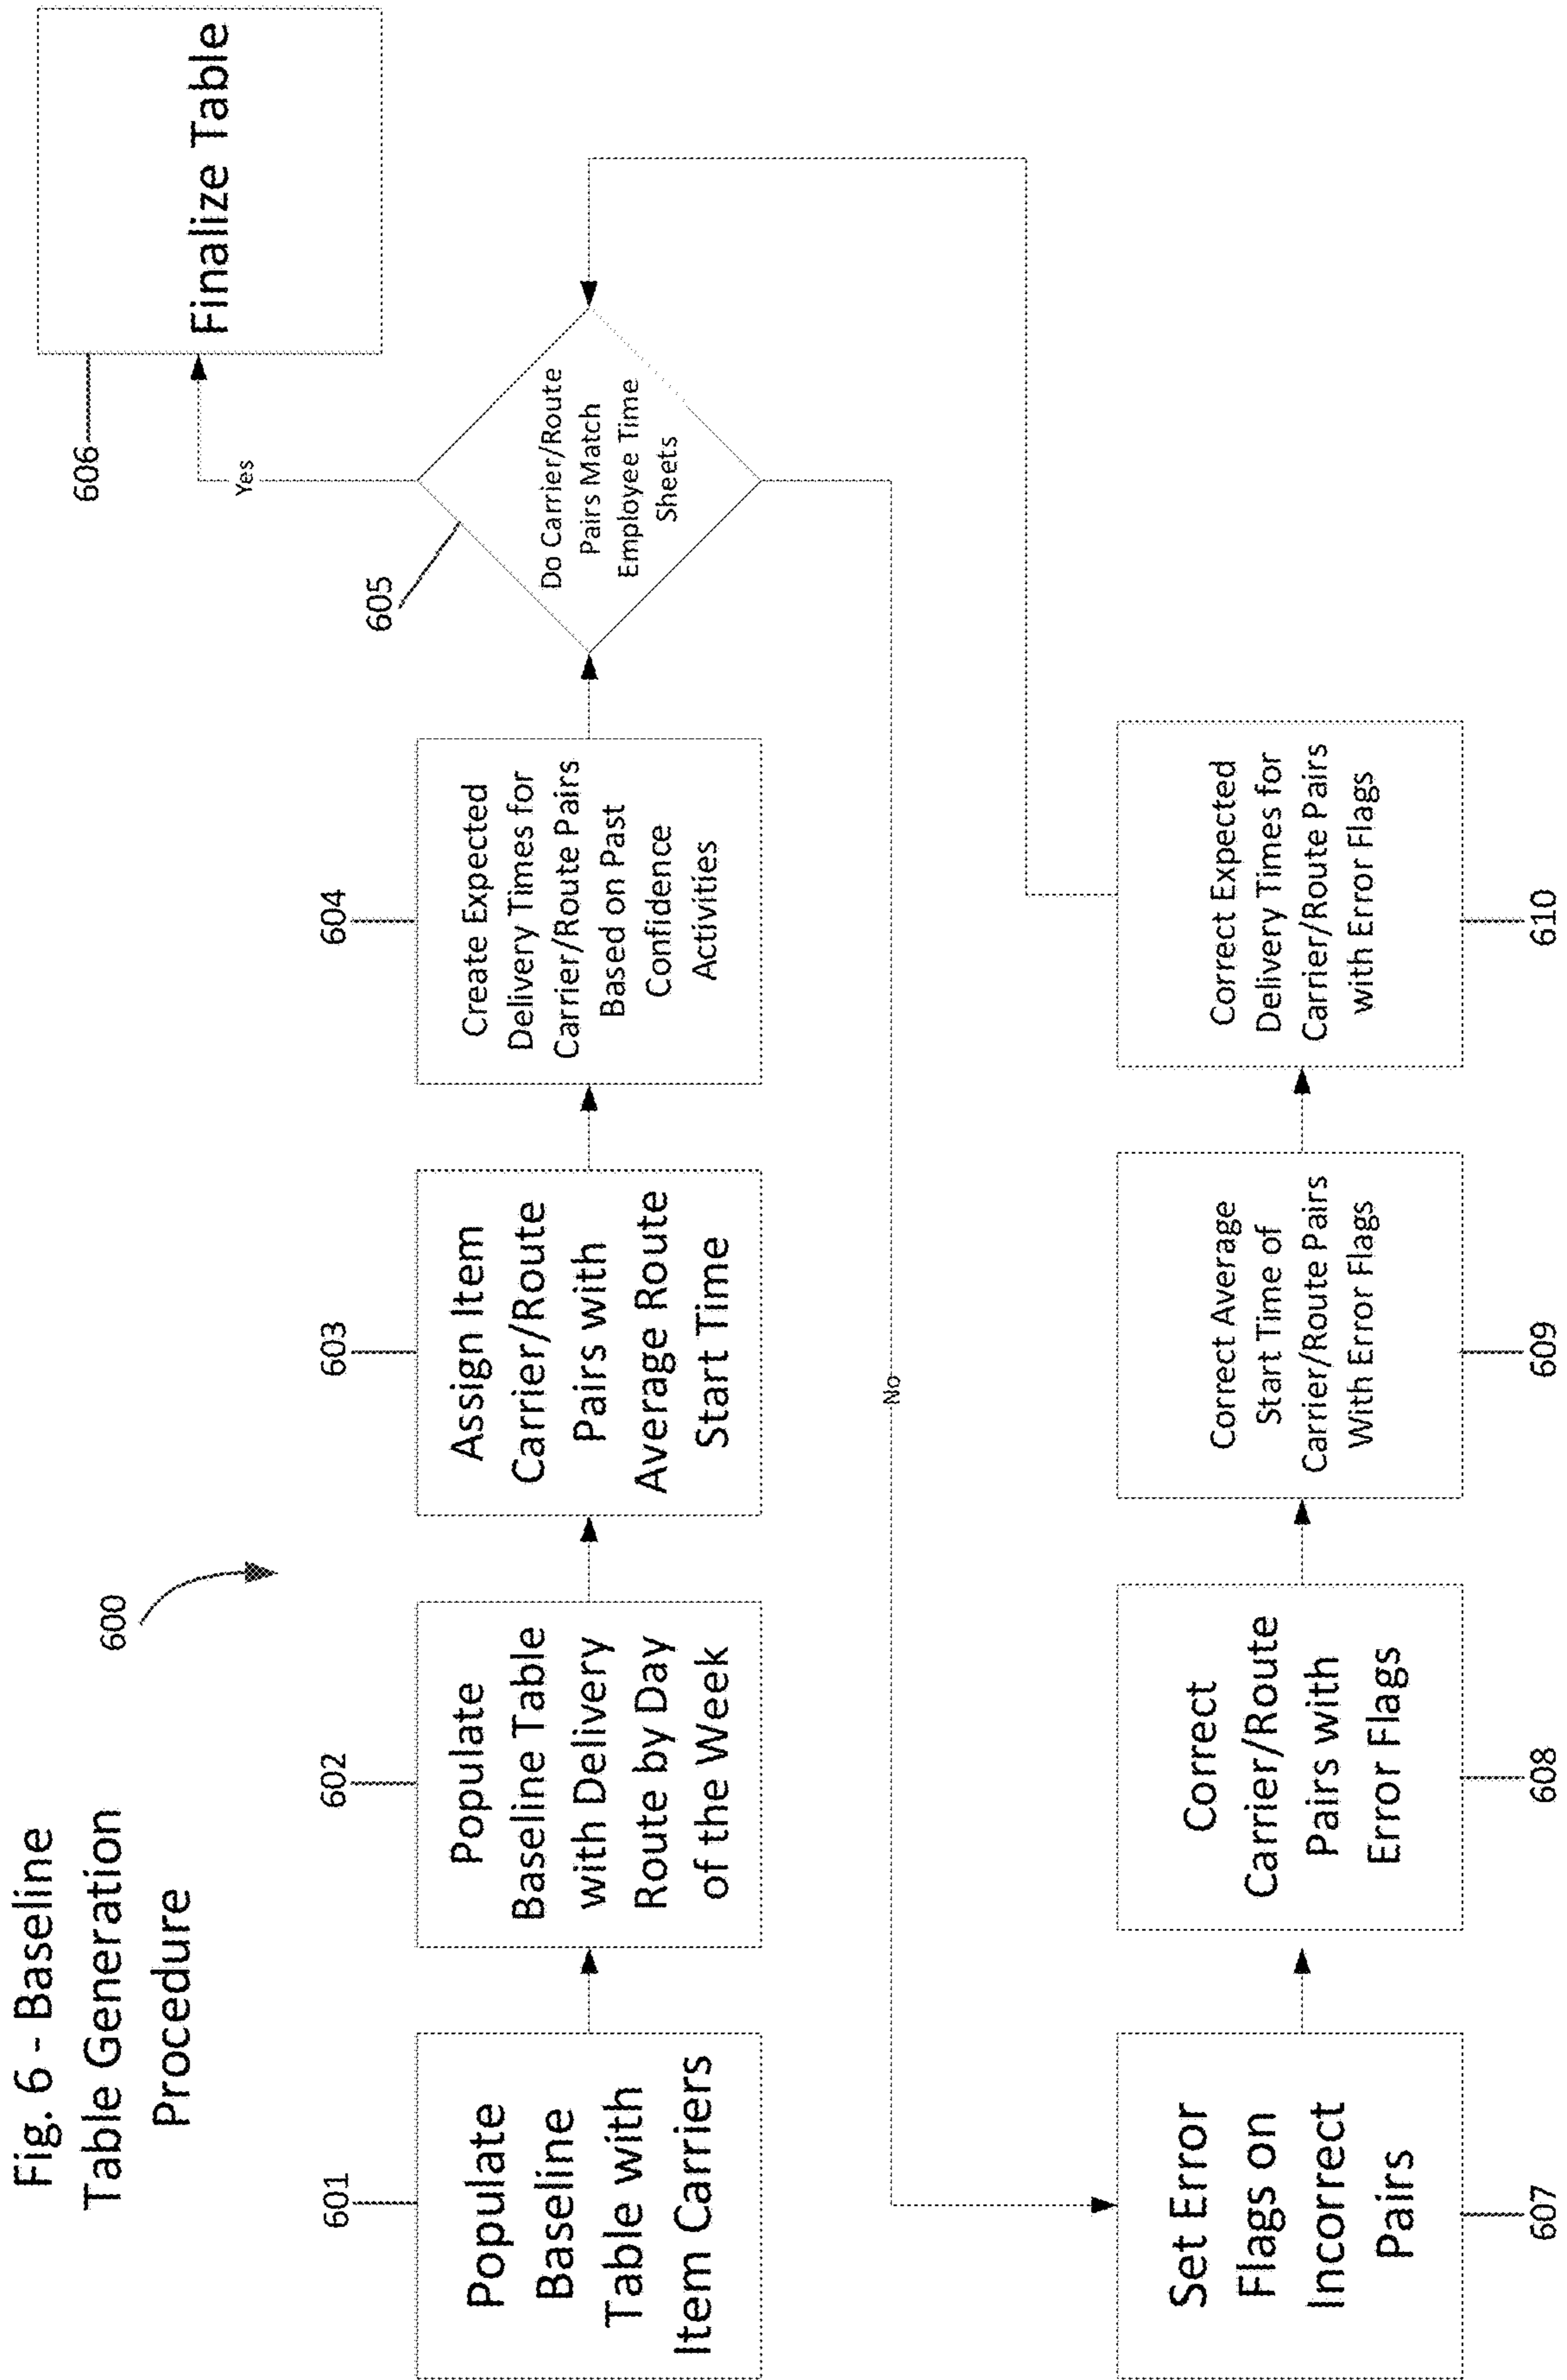 Fig. 6 - Baseline
Table Generation
Procedure
600
601
Populate
Baseline
Table with
Item Carriers
602
Populate
Baseline Table
with Delivery
Route by Day
of the Week
603
Assign Item
Carrier/Route
Pairs with
Average Route
Start Time
604
Create Expected
Delivery Times for
Carrier/Route Pairs
Based on Past
Confidence
Activities
605
Do Carrier/Route
Pairs Match
Employee Time
Sheets
Yes
606
Finalize Table
No
Set Error
Flags on
Incorrect
Pairs
607
Correct
Carrier/Route
Pairs with
Error Flags
608
Correct Average
Start Time of
Carrier/Route Pairs
With Error Flags
609
Correct Expected
Delivery Times for
Carrier/Route Pairs
with Error Flags
610